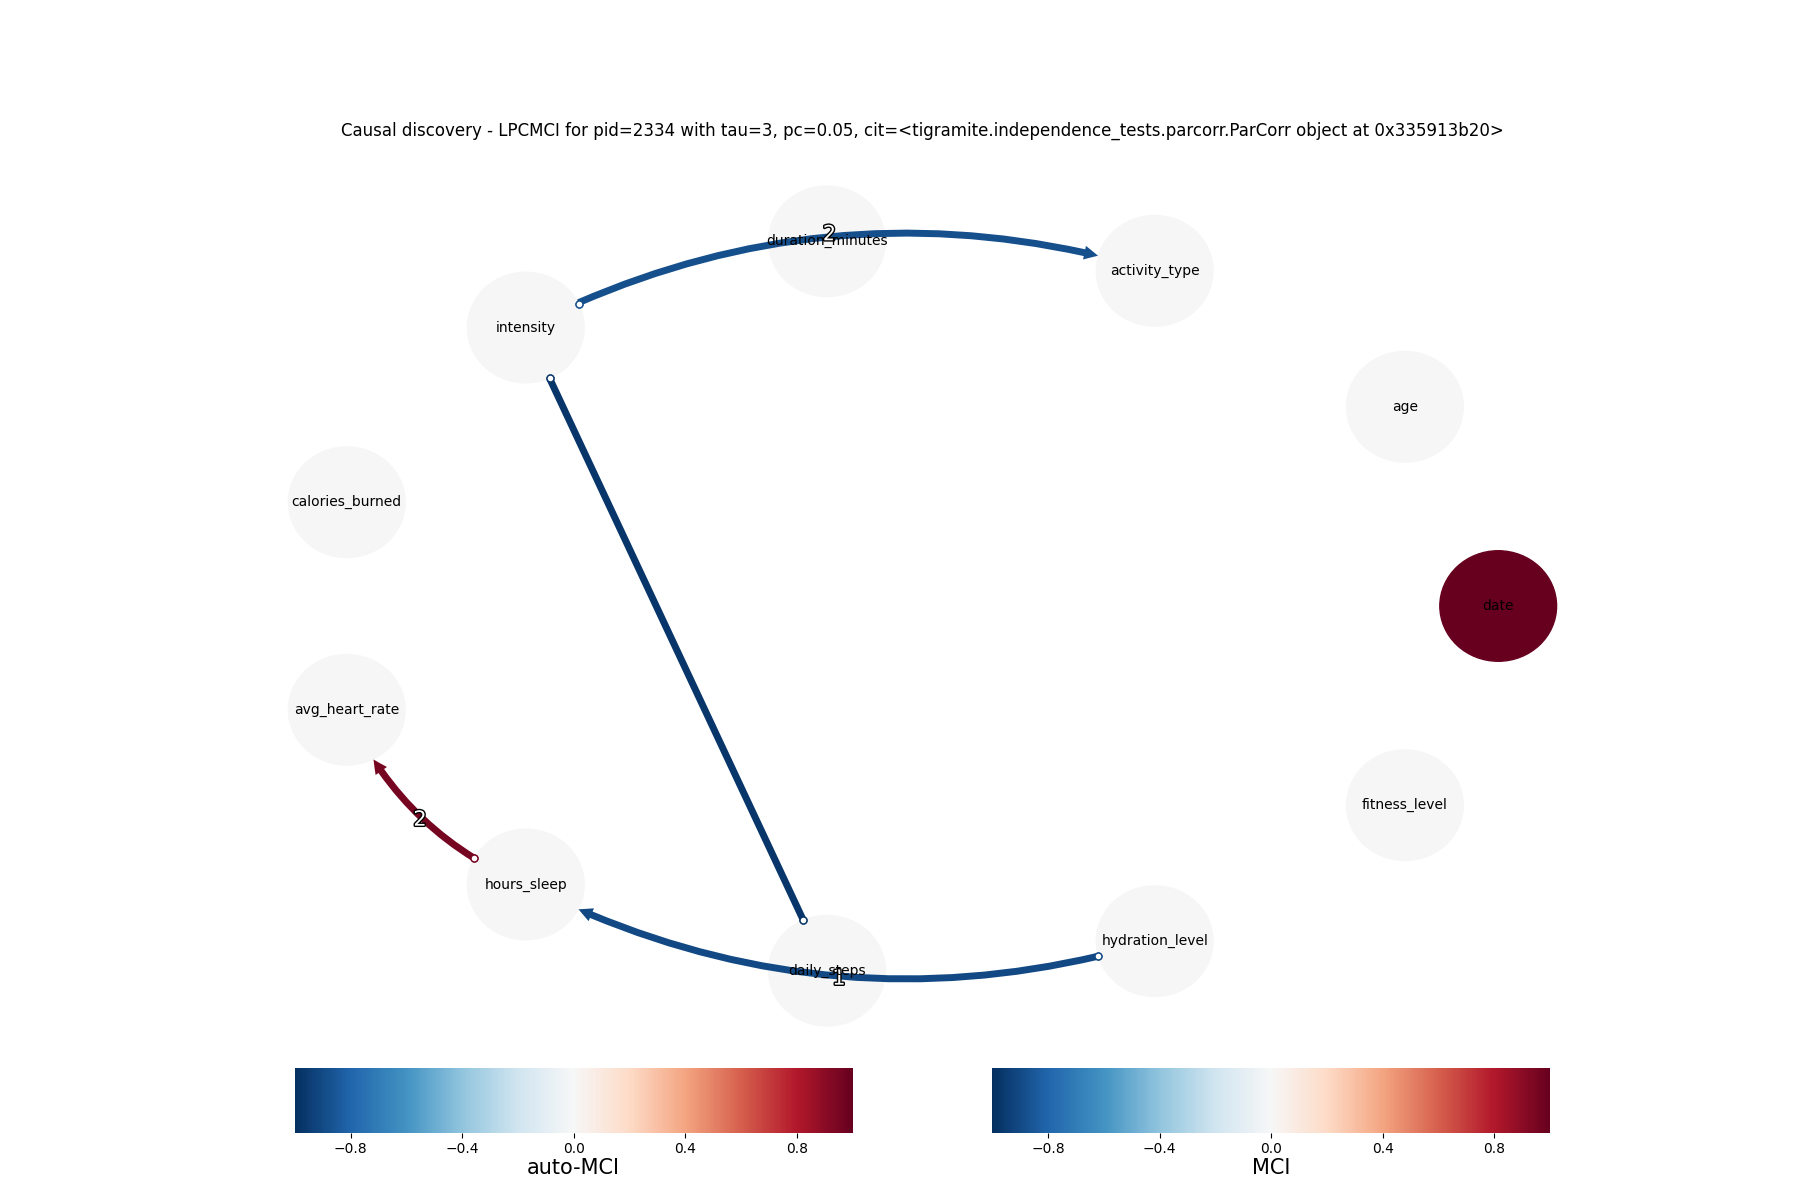 Causal discovery - LPCMCI for pid=2334 with tau=3, pc=0.05, cit=<tigramite.independence_tests.parcorr.ParCorr object at 0x335913b20>
2
duration_minutes
activity_type
intensity
age
calories_burned
date
avg_heart_rate
fitness_level
2
hours_sleep
hydration_level
daily_steps
1
−0.8 −0.4 0.0 0.4 0.8
auto-MCI
−0.8 −0.4 0.0 0.4 0.8
MCI